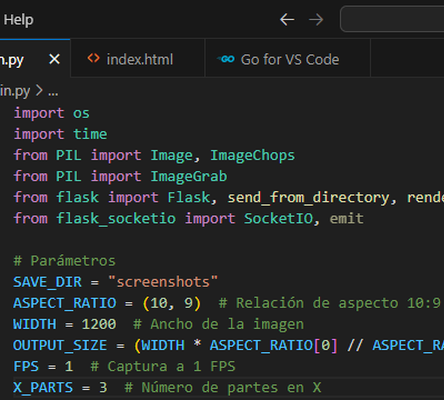 Help
n.py index.html Go for VS Code
in.py > ...
import os
import time
from PIL import Image, ImageChops
from PIL import ImageGrab
from flask import Flask, send_from_directory, rende
from flask_socketio import SocketIO, emit
# Parámetros
SAVE_DIR = "screenshots"
ASPECT_RATIO = (10, 9)  # Relación de aspecto 10:9
WIDTH = 1200  # Ancho de la imagen
OUTPUT_SIZE = (WIDTH * ASPECT_RATIO[0] // ASPECT_RA
FPS = 1  # Captura a 1 FPS
X_PARTS = 3  # Número de partes en X